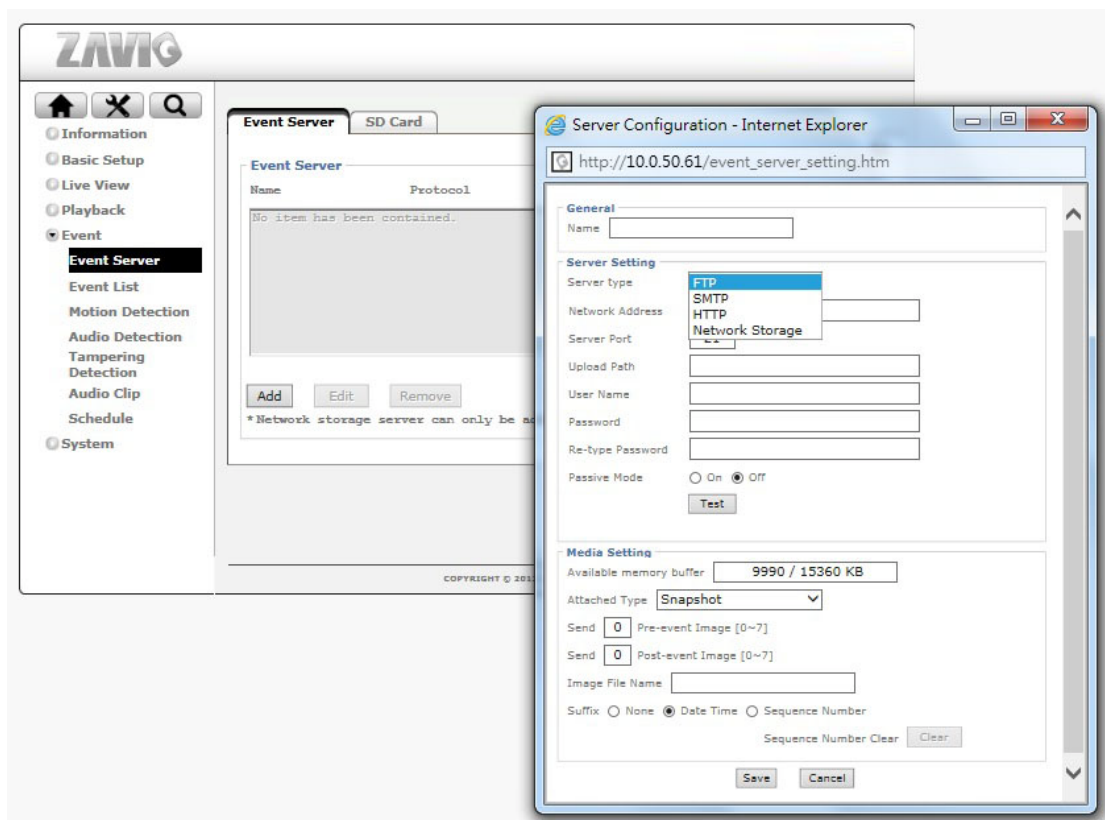 ZAVIO
Information
Basic Setup
Live View
Playback
Event
Event Server
Event List
Motion Detection
Audio Detection
Tampering
Detection
Audio Clip
Schedule
System
Event Server SD Card
Event Server
Name Protocol
No item has been contained.
Add Edit Remove
*Network storage server can only be
COPYRIGHT ©
Server Configuration - Internet Explorer
http://10.0.50.61/event_server_setting.htm
General
Name
Server Setting
Server type
FTP
SMTP
HTTP
Network Storage
Network Address
Server Port 21
Upload Path
User Name
Password
Re-type Password
Passive Mode On Off
Test
Media Setting
Available memory buffer 9990 / 15360 KB
Attached Type Snapshot
Send 0 Pre-event Image [0~7]
Send 0 Post-event Image [0~7]
Image File Name
Suffix None Date Time Sequence Number
Sequence Number Clear Clear
Save Cancel